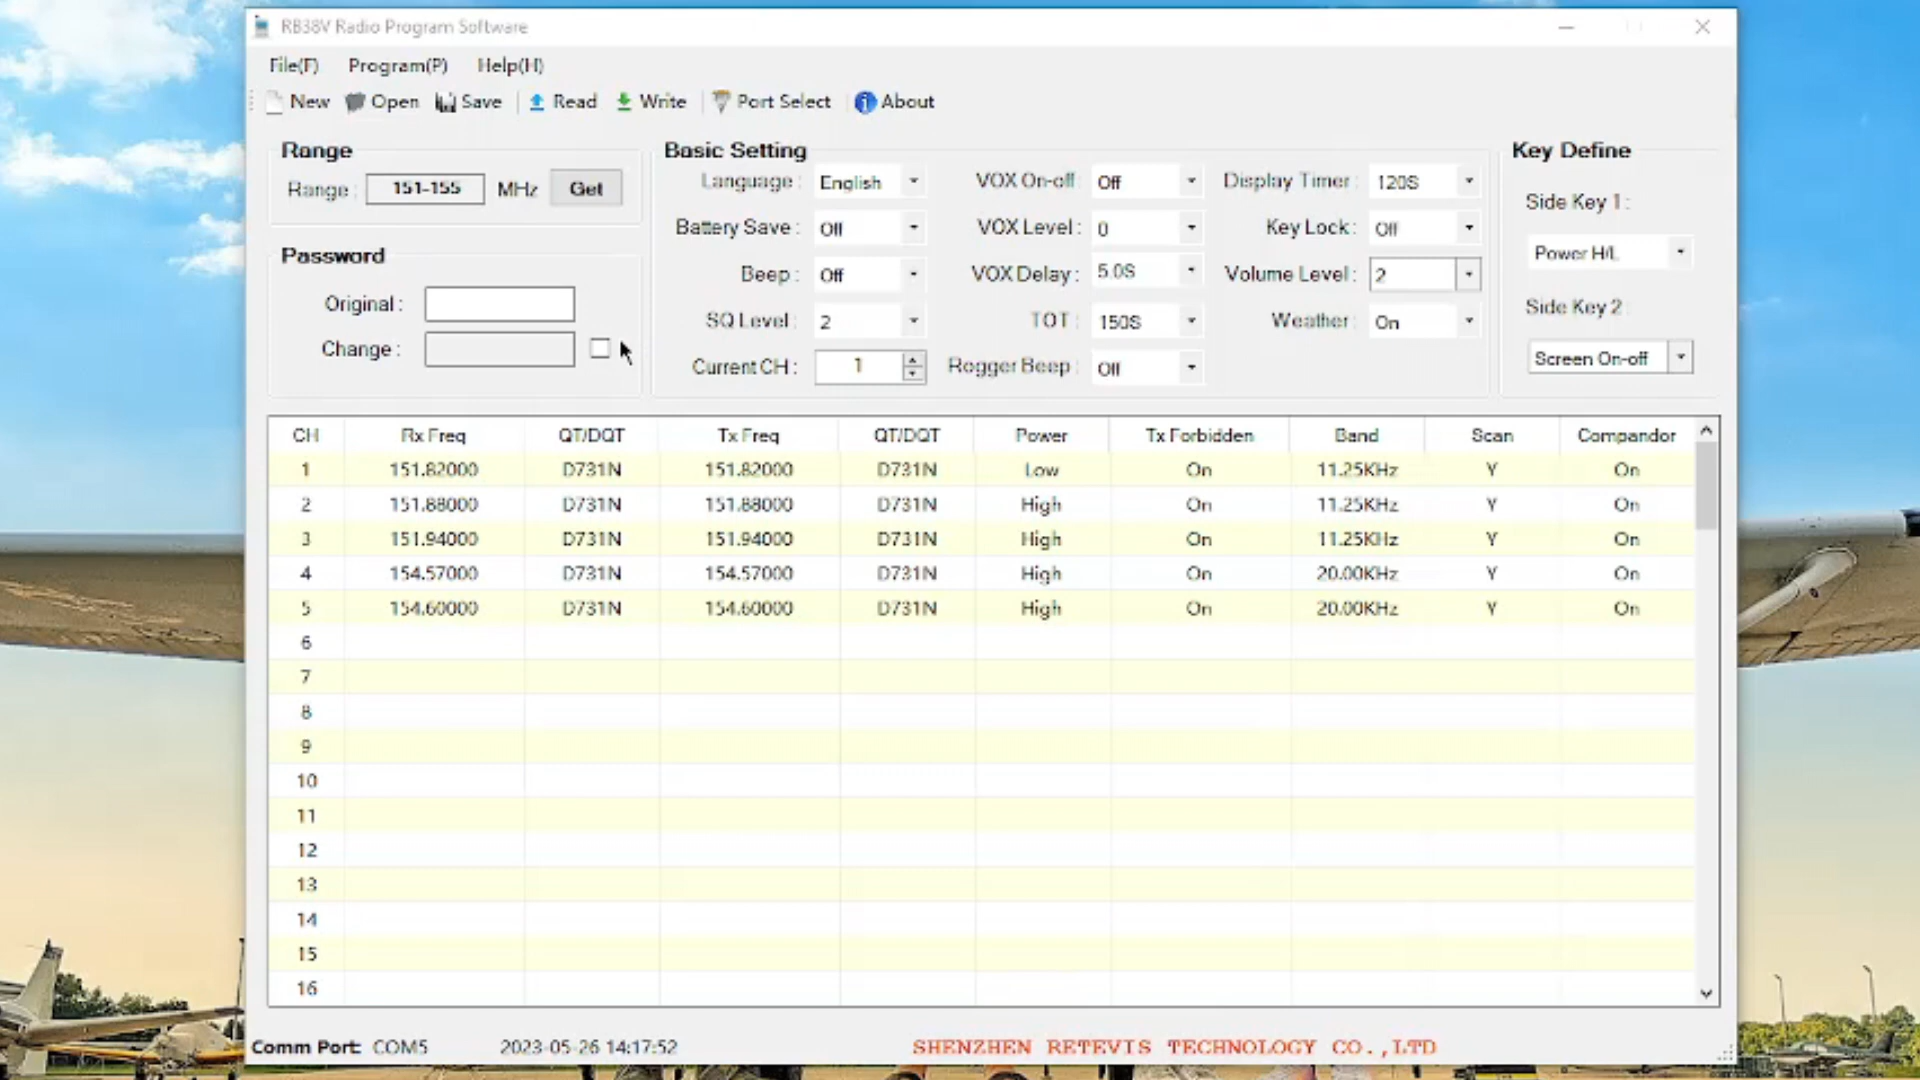 RB38V Radio Program Software
File(F) Program(P) Help(H)
New Open Save Read Write Port Select About
Range
Range : 151-155 MHz Get
Password
Original :
Change :
Basic Setting
Language : English
Battery Save : Off
Beep : Off
SQ Level : 2
Current CH : 1
VOX On-off : Off
VOX Level : 0
VOX Delay : 5.0S
TOT : 150S
Rogger Beep : Off
Display Timer : 120S
Key Lock : Off
Volume Level : 2
Weather : On
Key Define
Side Key 1 :
Power H/L
Side Key 2 :
Screen On-off
CH Rx Freq QT/DQT Tx Freq QT/DQT Power Tx Forbidden Band Scan Compandor
1 151.82000 D731N 151.82000 D731N Low On 11.25KHz Y On
2 151.88000 D731N 151.88000 D731N High On 11.25KHz Y On
3 151.94000 D731N 151.94000 D731N High On 11.25KHz Y On
4 154.57000 D731N 154.57000 D731N High On 20.00KHz Y On
5 154.60000 D731N 154.60000 D731N High On 20.00KHz Y On
6
7
8
9
10
11
12
13
14
15
16
Comm Port: COM5 2023-05-26 14:17:52 SHENZHEN RETEVIS TECHNOLOGY CO.,LTD